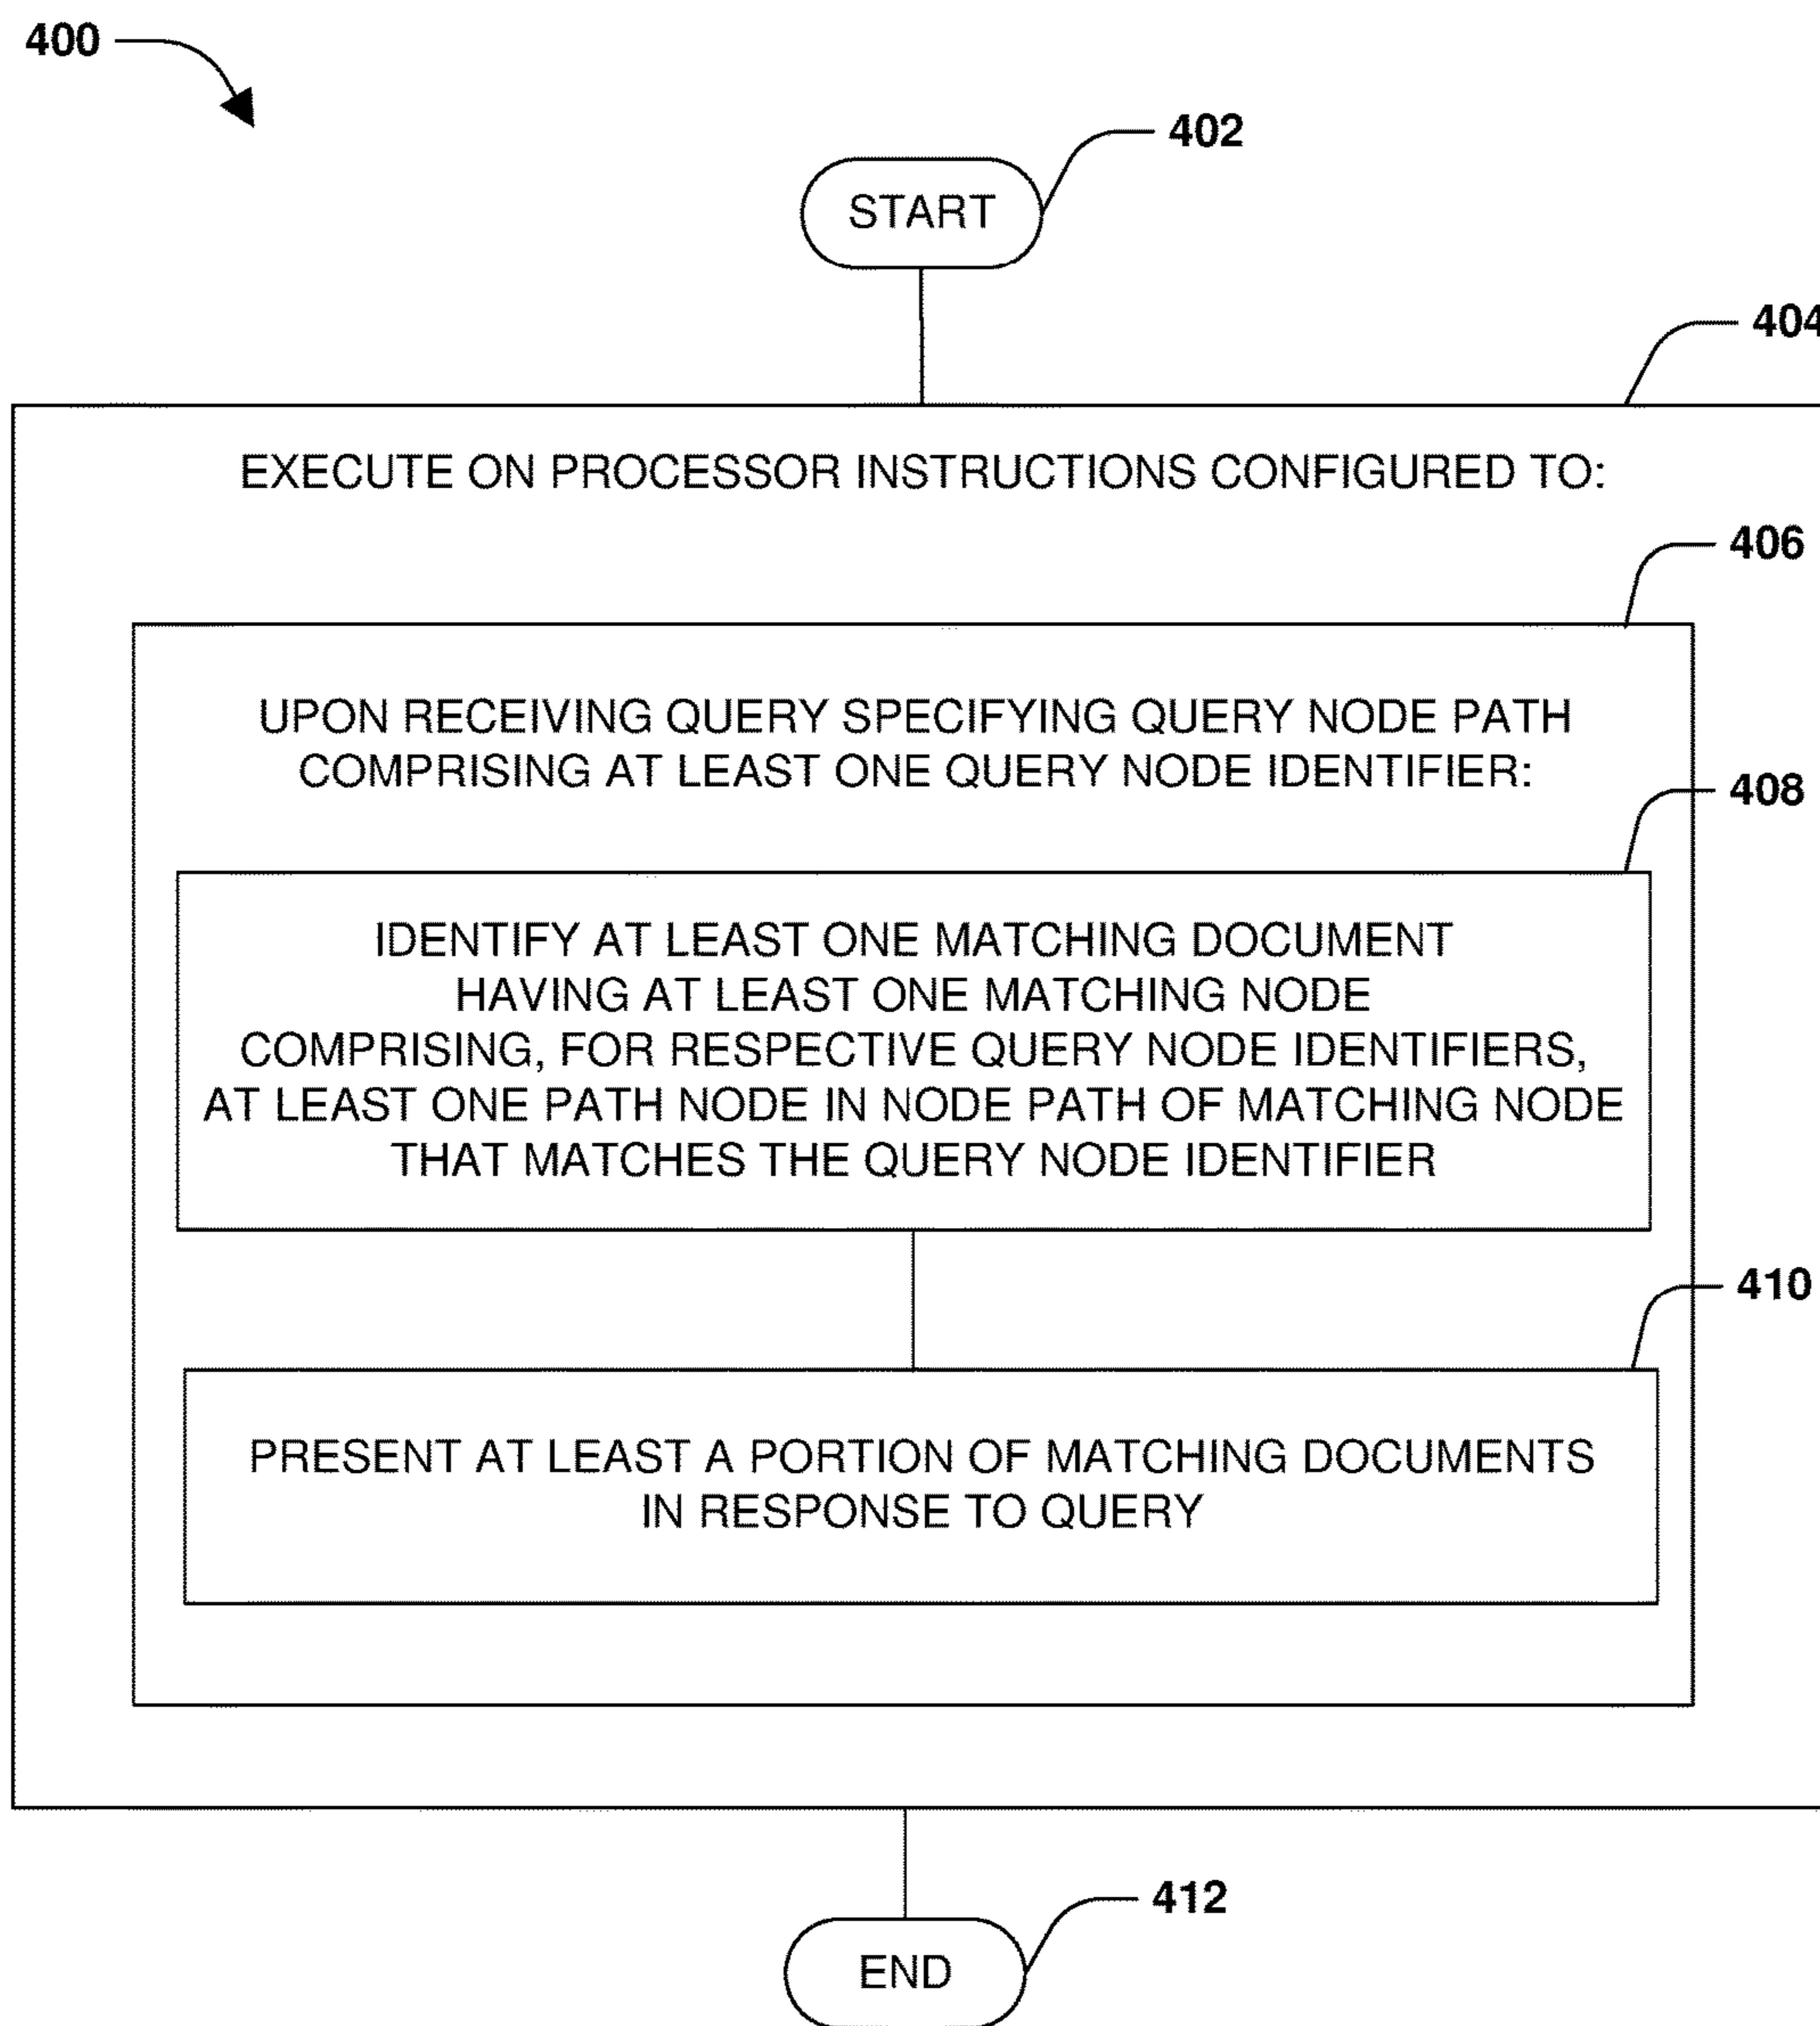 400
402
START
404
EXECUTE ON PROCESSOR INSTRUCTIONS CONFIGURED TO:
406
UPON RECEIVING QUERY SPECIFYING QUERY NODE PATH
COMPRISING AT LEAST ONE QUERY NODE IDENTIFIER:
408
IDENTIFY AT LEAST ONE MATCHING DOCUMENT
HAVING AT LEAST ONE MATCHING NODE
COMPRISING, FOR RESPECTIVE QUERY NODE IDENTIFIERS,
AT LEAST ONE PATH NODE IN NODE PATH OF MATCHING NODE
THAT MATCHES THE QUERY NODE IDENTIFIER
410
PRESENT AT LEAST A PORTION OF MATCHING DOCUMENTS
IN RESPONSE TO QUERY
412
END